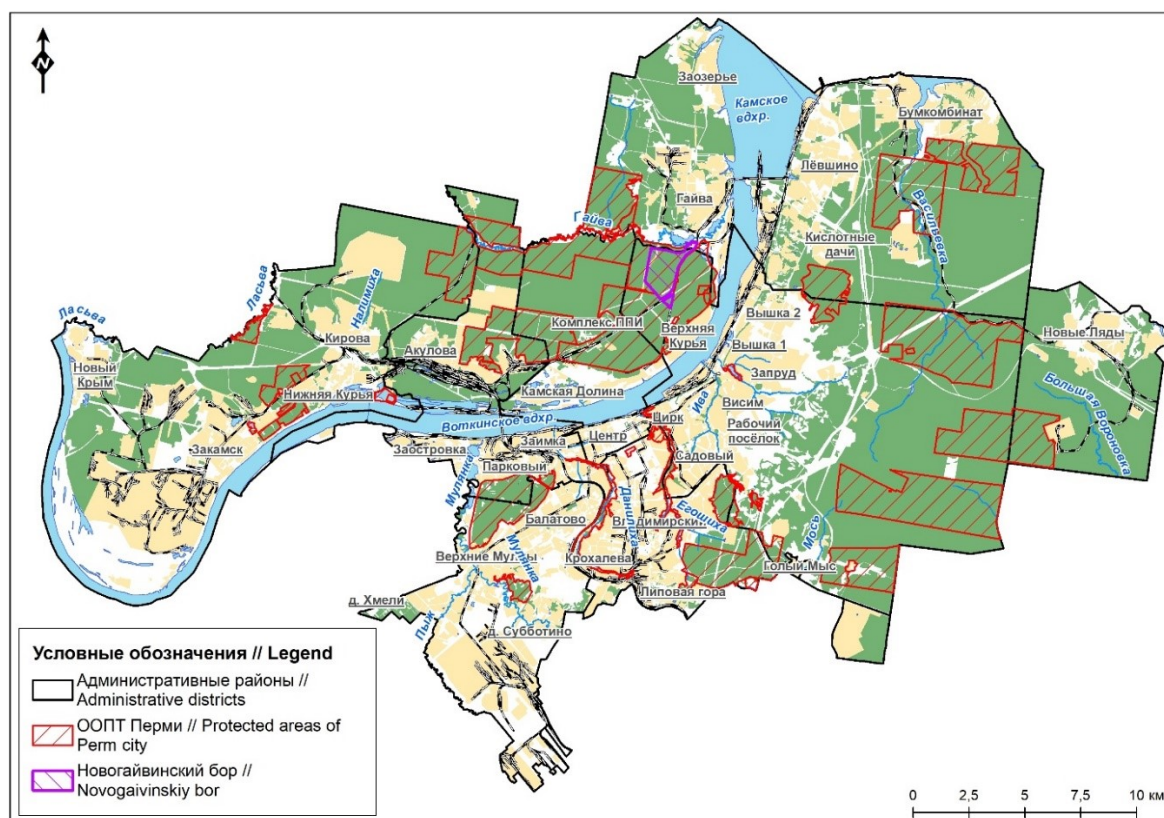 N
Заозерье
Камское
вдхр.
Бумкомбинат
Лёвшино
Гайва
Гайва
Васильевка
Кислотные
дачи
Ласьва
Ласьва
Налимиха
Комплекс ППИ
Верхняя
Курья
Вышка 2
Новые Ляды
Кирова
Акулова
Вышка 1
Новый
Крым
Запруд
Большая Вороновка
Нижняя Курья
Камская Долина
Висим
Ива
Воткинское вдхр.
Цирк
Рабочий
посёлок
Закамск
Заостровка
Заимка
Центр
Садовый
Мулянка
Парковый
Данилиха
Егошиха
Балатово
Владимирский
Мось
Верхние Муллы
Мулянка
Крохалева
Голый Мыс
Липовая гора
д. Хмели
Пыж
д. Субботино
Условные обозначения // Legend
Административные районы //
Administrative districts
ООПТ Перми // Protected areas of
Perm city
Новогайвинский бор //
Novogaivinskiy bor
0 2,5 5 7,5 10 км